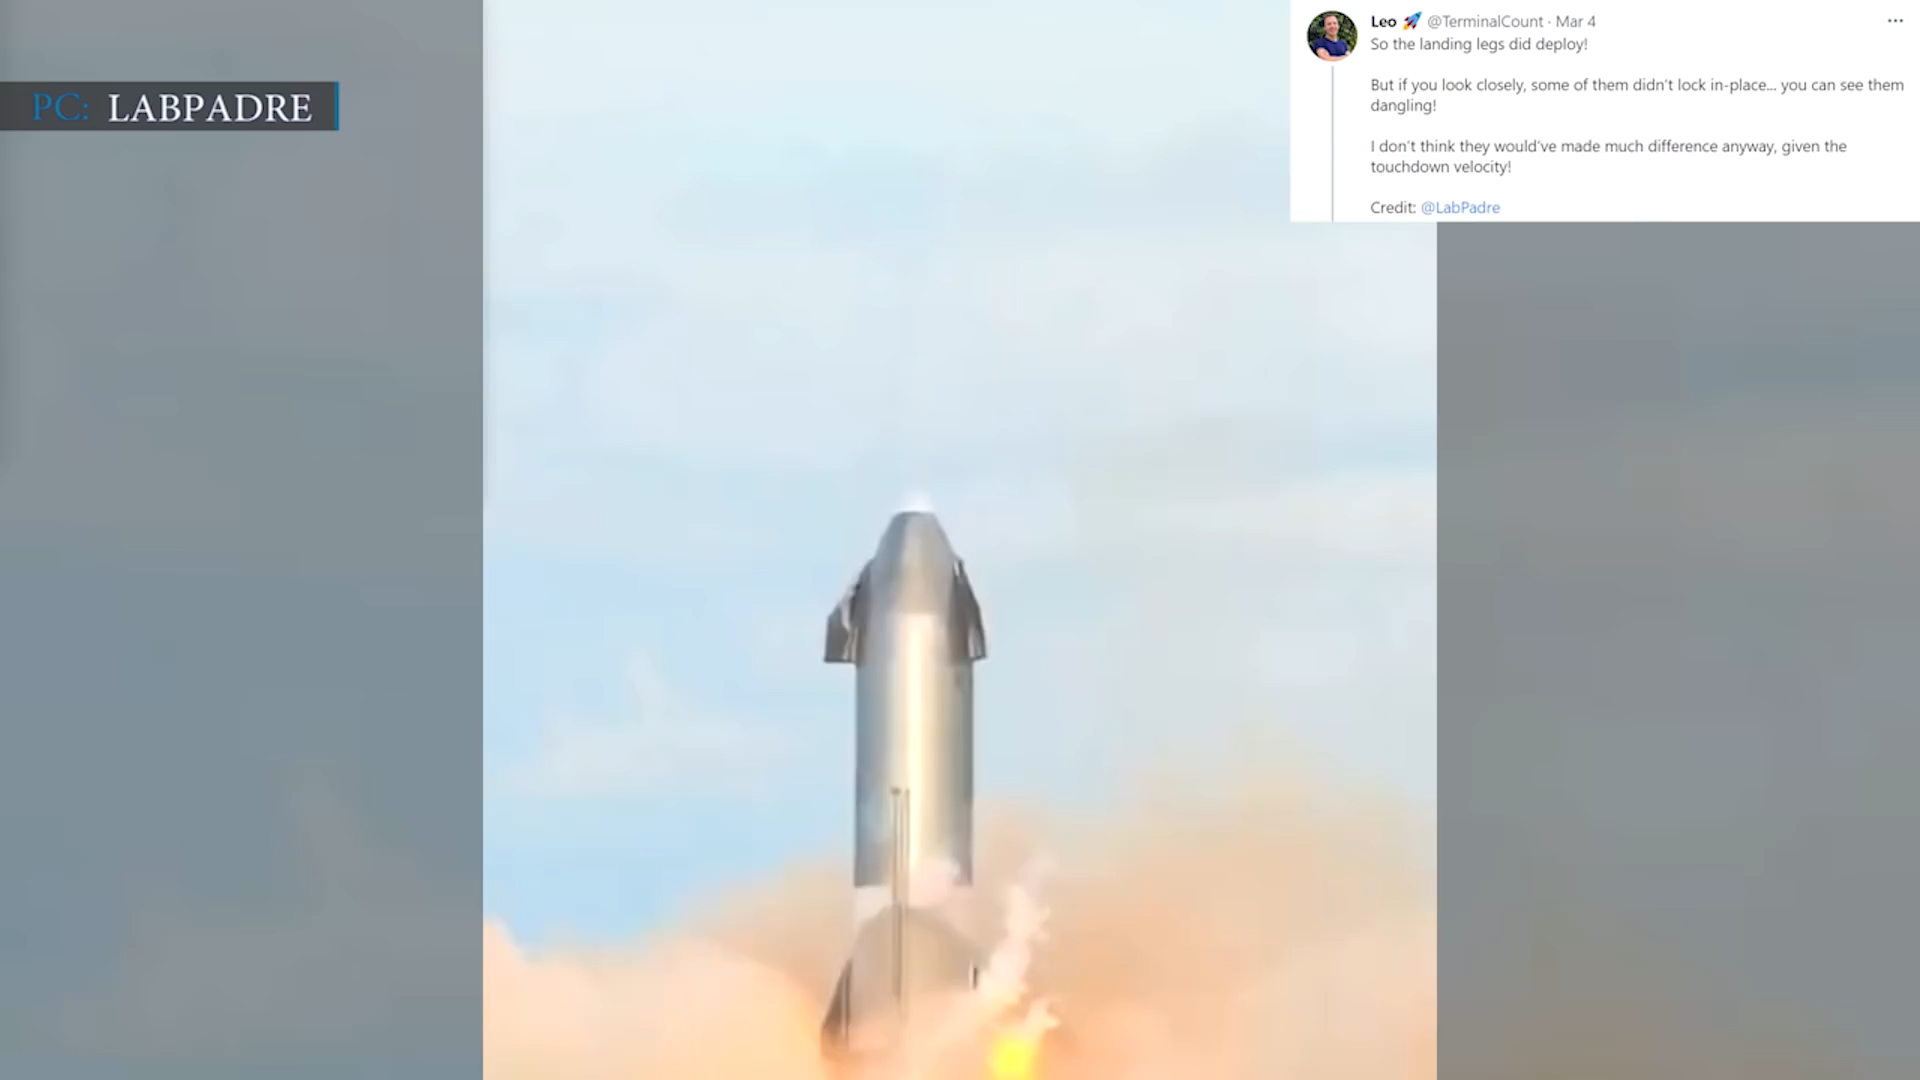 PC: LABPADRE
Leo 🚀 @TerminalCount · Mar 4 ...
So the landing legs did deploy!
But if you look closely, some of them didn't lock in-place... you can see them
dangling!
I don't think they would've made much difference anyway, given the
touchdown velocity!
Credit: @LabPadre